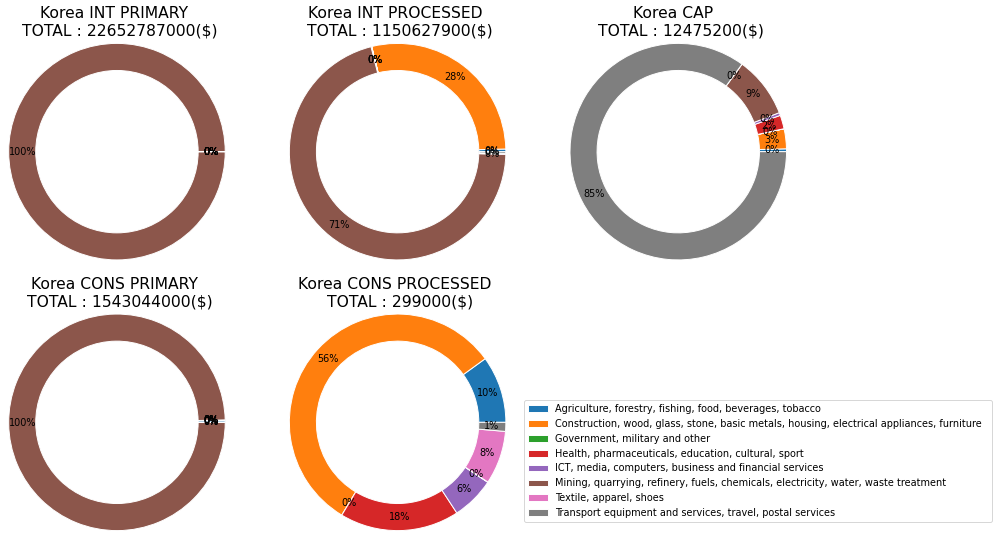 Korea INT PRIMARY
TOTAL : 22652787000($)
100%
0%
Korea INT PROCESSED
TOTAL : 1150627900($)
0%
28%
0%
71%
Korea CAP
TOTAL : 12475200($)
0%
9%
0%
2%
0%
3%
0%
85%
Korea CONS PRIMARY
TOTAL : 1543044000($)
100%
0%
Korea CONS PROCESSED
TOTAL : 299000($)
56%
10%
1%
8%
0%
6%
0%
18%
Agriculture, forestry, fishing, food, beverages, tobacco
Construction, wood, glass, stone, basic metals, housing, electrical appliances, furniture
Government, military and other
Health, pharmaceuticals, education, cultural, sport
ICT, media, computers, business and financial services
Mining, quarrying, refinery, fuels, chemicals, electricity, water, waste treatment
Textile, apparel, shoes
Transport equipment and services, travel, postal services